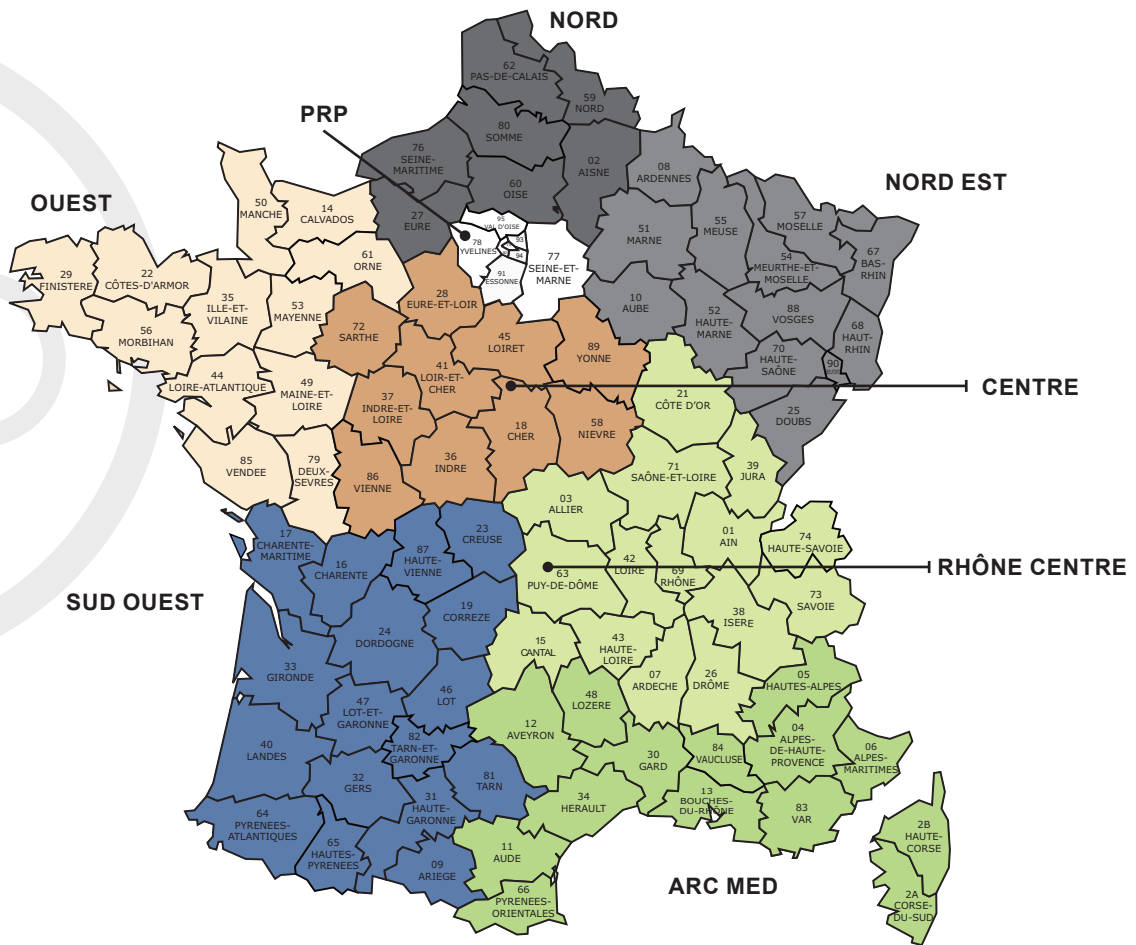 NORD
62
PAS-DE-CALAIS
59
NORD
PRP
80
SOMME
76
SEINE-
MARITIME
02
AISNE
08
ARDENNES
60
OISE
NORD EST
OUEST
50
MANCHE
14
CALVADOS
27
EURE
95
VAL D'OISE
93
94
78
YVELINES
91
ESSONNE
77
SEINE-ET-
MARNE
51
MARNE
55
MEUSE
57
MOSELLE
54
MEURTHE-ET-
MOSELLE
67
BAS-
RHIN
29
FINISTERE
22
CÔTES-D'ARMOR
61
ORNE
35
ILLE-ET-
VILAINE
53
MAYENNE
28
EURE-ET-LOIR
10
AUBE
52
HAUTE-
MARNE
88
VOSGES
68
HAUT-
RHIN
56
MORBIHAN
72
SARTHE
45
LOIRET
89
YONNE
70
HAUTE-
SAÔNE
90
44
LOIRE-ATLANTIQUE
49
MAINE-ET-
LOIRE
41
LOIR-ET-
CHER
CENTRE
21
CÔTE D'OR
25
DOUBS
37
INDRE-ET-
LOIRE
18
CHER
58
NIEVRE
85
VENDEE
79
DEUX-
SEVRES
86
VIENNE
36
INDRE
71
SAÔNE-ET-LOIRE
39
JURA
03
ALLIER
17
CHARENTE-
MARITIME
16
CHARENTE
87
HAUTE-
VIENNE
23
CREUSE
01
AIN
74
HAUTE-SAVOIE
42
LOIRE
69
RHÔNE
63
PUY-DE-DÔME
RHÔNE CENTRE
SUD OUEST
19
CORREZE
73
SAVOIE
38
ISERE
24
DORDOGNE
15
CANTAL
43
HAUTE-
LOIRE
33
GIRONDE
07
ARDECHE
26
DRÔME
05
HAUTES-ALPES
46
LOT
48
LOZERE
47
LOT-ET-
GARONNE
12
AVEYRON
40
LANDES
82
TARN-ET-
GARONNE
30
GARD
84
VAUCLUSE
04
ALPES-
DE-HAUTE-
PROVENCE
06
ALPES-
MARITIMES
32
GERS
81
TARN
31
HAUTE-
GARONNE
34
HERAULT
13
BOUCHES-
DU-RHÔNE
83
VAR
64
PYRENEES-
ATLANTIQUES
65
HAUTES-
PYRENEES
09
ARIEGE
11
AUDE
2B
HAUTE-
CORSE
66
PYRENEES-
ORIENTALES
ARC MED
2A
CORSE-
DU-SUD